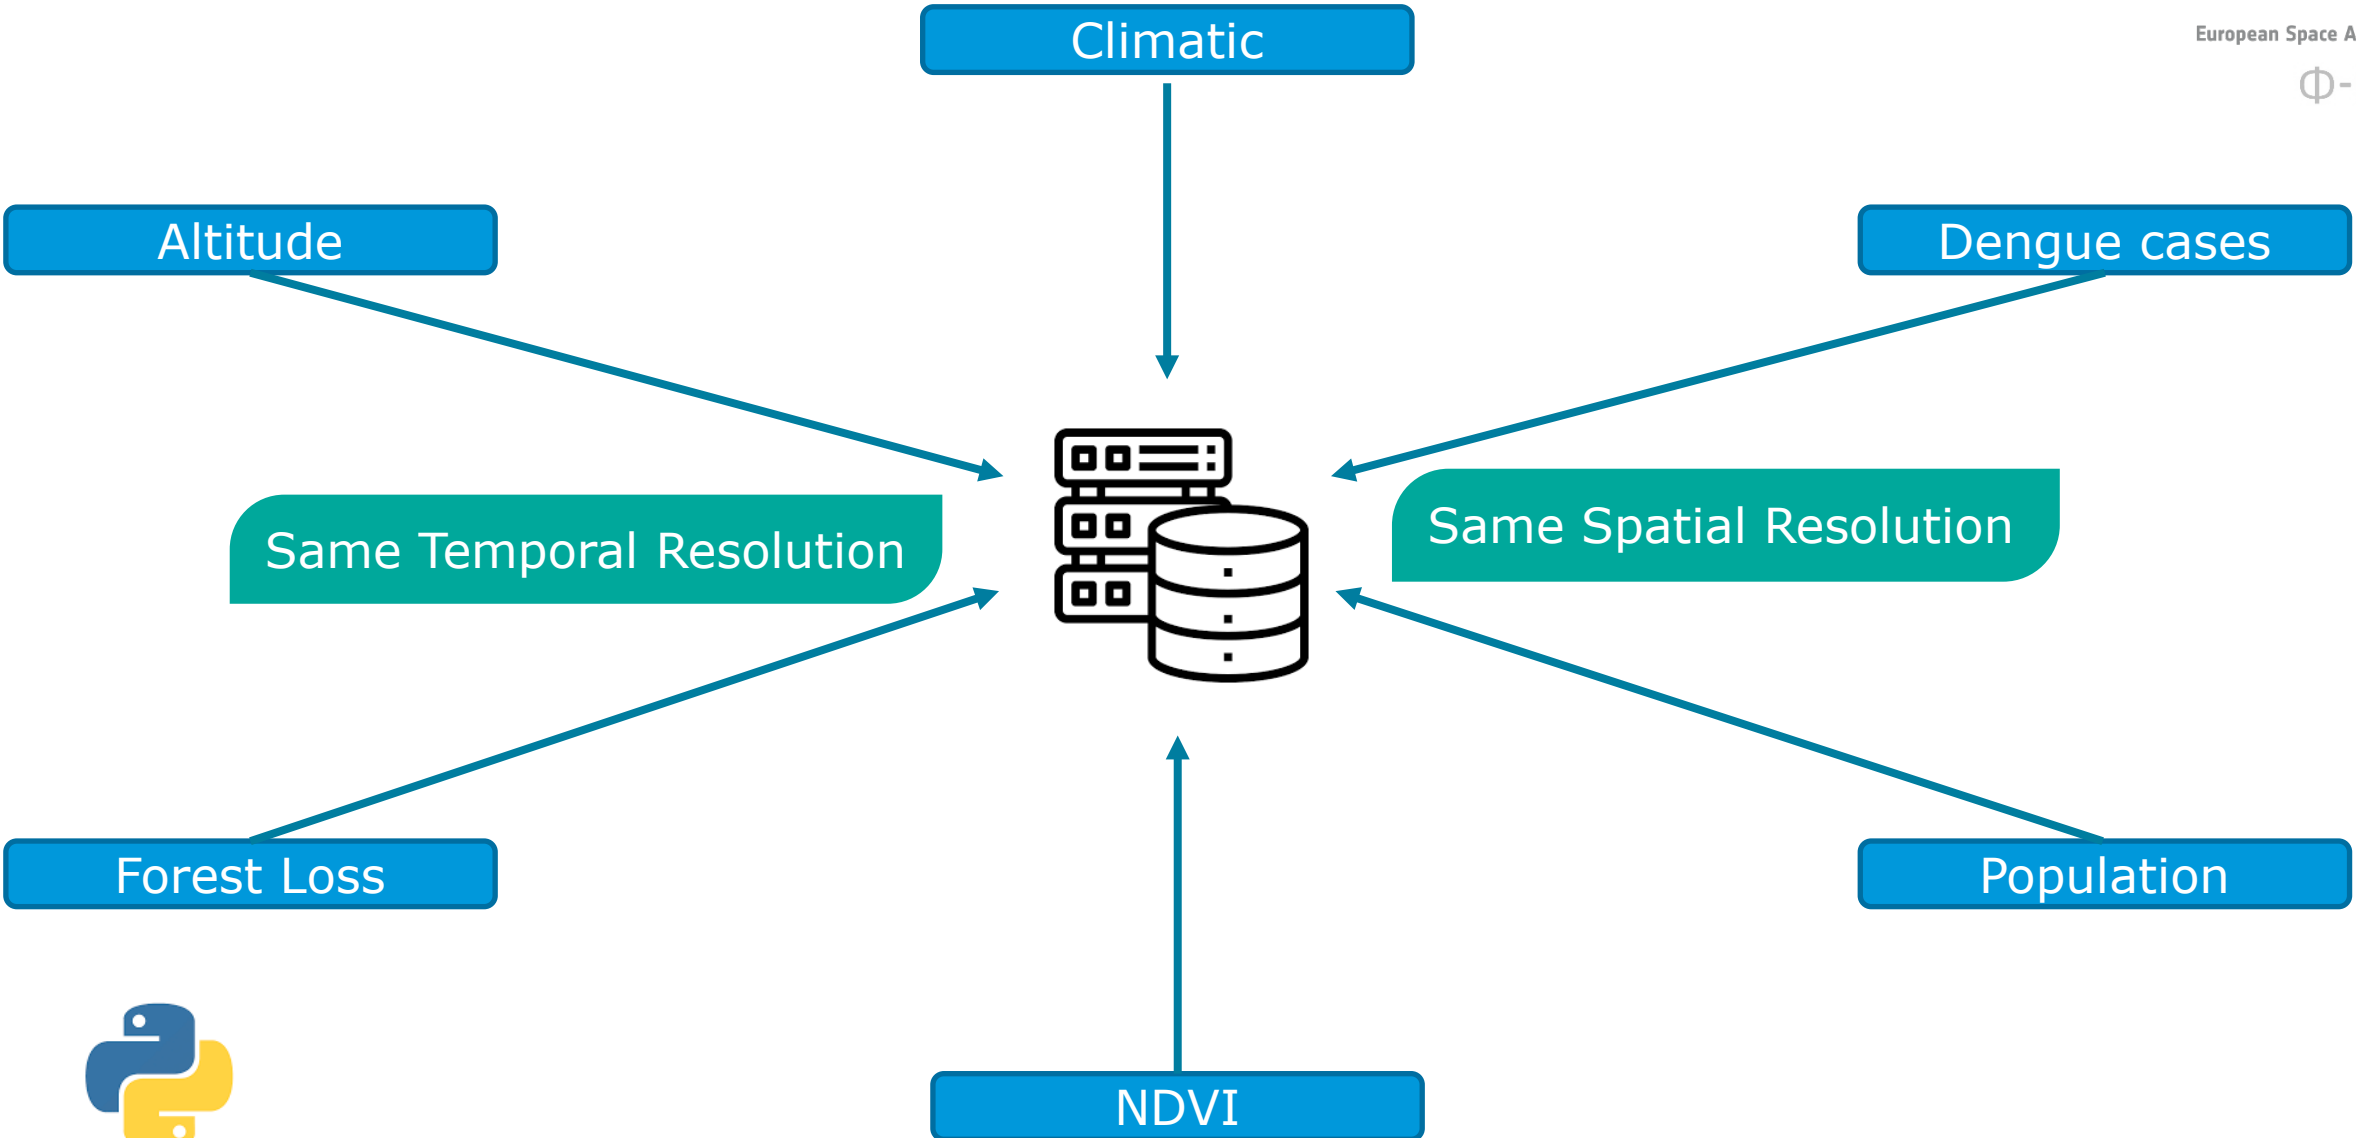 Climatic
European Space A
Φ-
Altitude
Dengue cases
Same Temporal Resolution
Same Spatial Resolution
Forest Loss
Population
NDVI